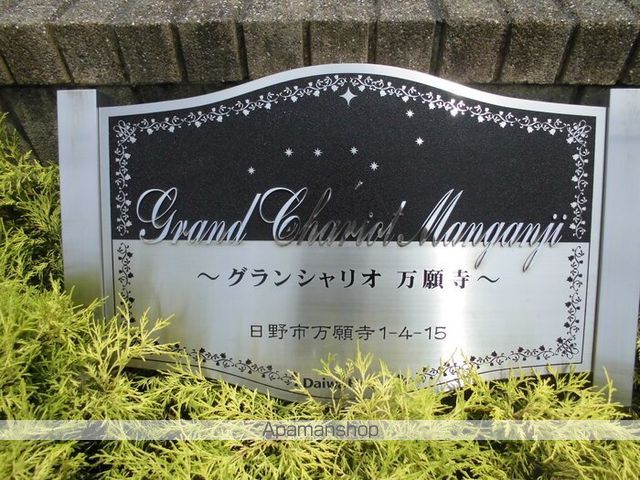 Grand Chariot Manganji
～グランシャリオ 万願寺～
日野市万願寺1-4-15
Daiwa
Apamanshop